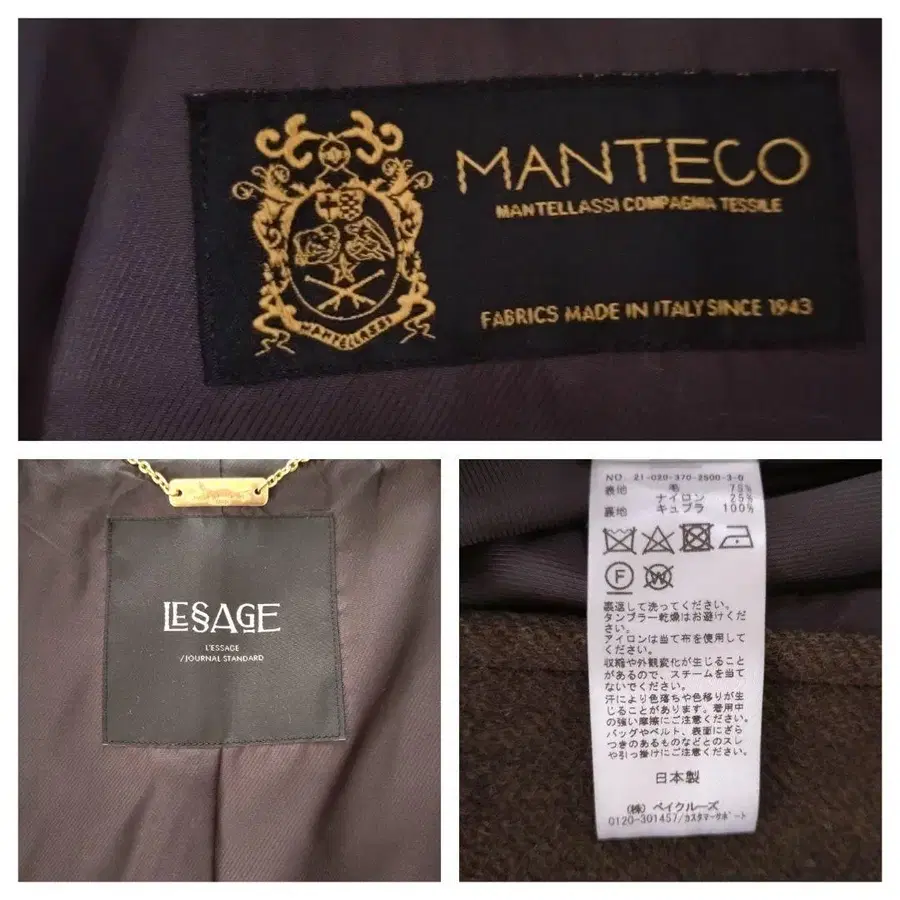 MANTECO
MANTELLASSI COMPAGNIA TESSILE
FABRICS MADE IN ITALY SINCE 1943
MANTELLASSI
LESSAGE
L'ESSAGE
/JOURNAL STANDARD
NO. 21-020-370-2500-3-0
表地 毛 75%
ナイロン 25%
裏地 キュプラ 100%
F W
裏返して洗ってください。
タンブラー乾燥はお避けくだ
さい。
アイロンは当て布を使用して
ください。
収縮や外観変化が生じること
があるので、スチームを当て
ないでください。
汗により色落ちや色移りが生
じることがあります。着用中
の強い摩擦にご注意ください。
バッグやベルト、表面にざら
つきのあるものなどとのスレ
や引っ掛けにご注意ください。
日本製
(株) ベイクルーズ
0120-301457/カスタマーサポート